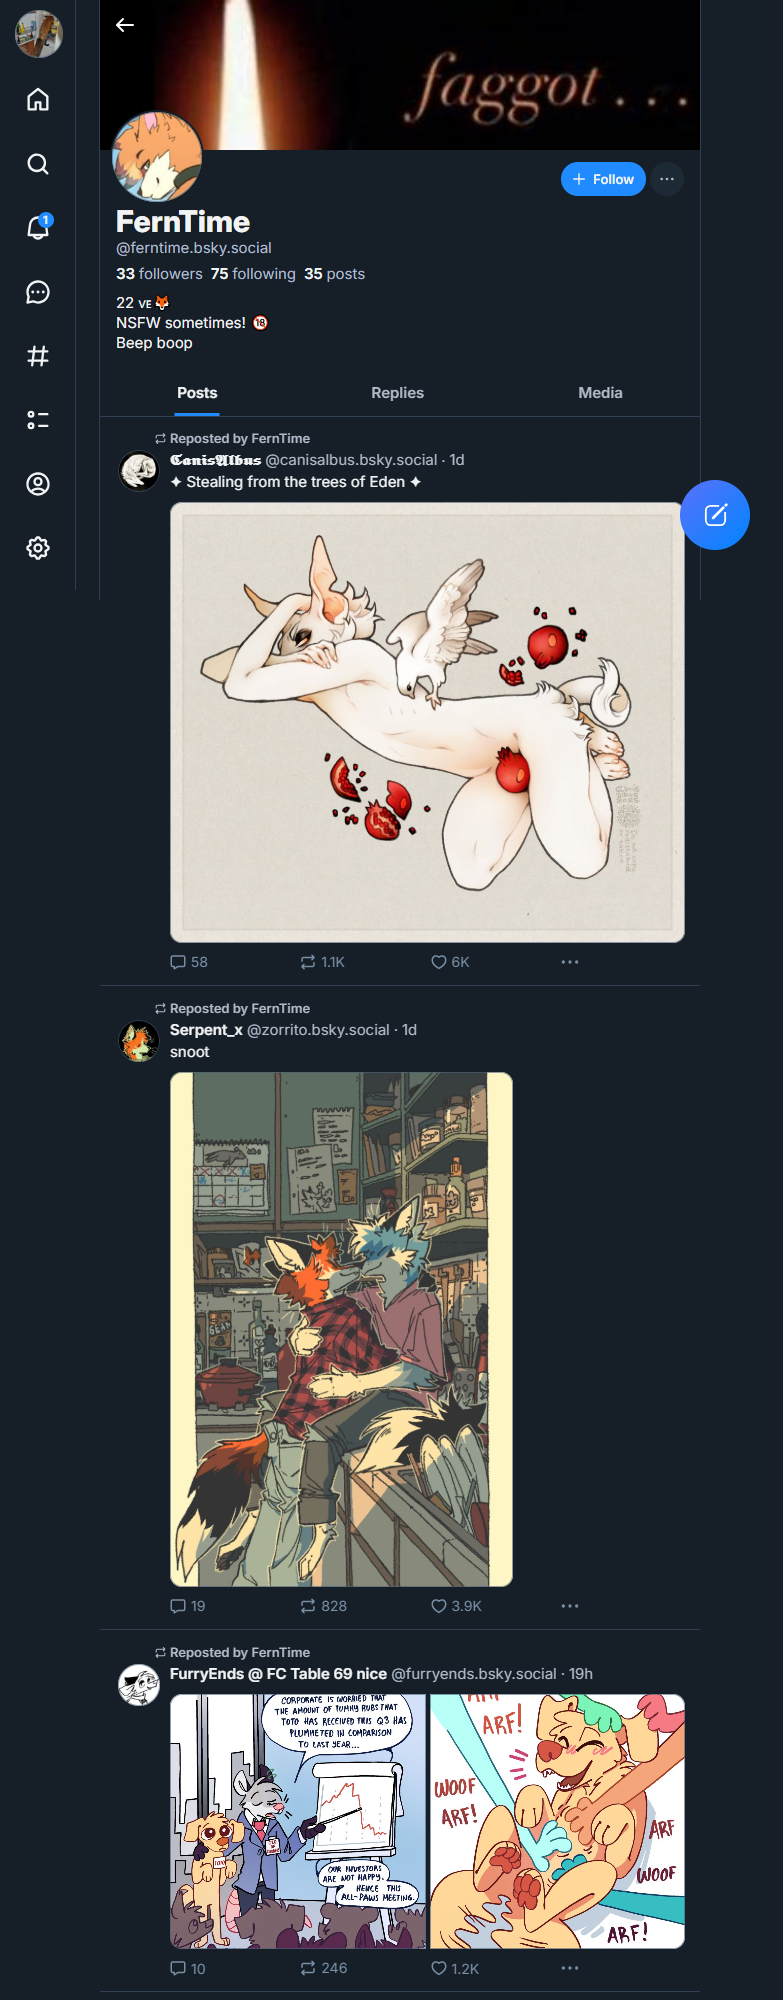 faggot...
1
Follow
FernTime
@ferntime.bsky.social
33 followers 75 following 35 posts
22 VE 🦊
NSFW sometimes! 🔞
Beep boop
Posts Replies Media
Reposted by FernTime
𝕮𝖆𝖓𝖎𝖘𝕬𝖑𝖇𝖚𝖘 @canisalbus.bsky.social · 1d
✦ Stealing from the trees of Eden ✦
58 1.1K 6K
Reposted by FernTime
Serpent_x @zorrito.bsky.social · 1d
snoot
19 828 3.9K
Reposted by FernTime
FurryEnds @ FC Table 69 nice @furryends.bsky.social · 19h
CORPORATE IS WORRIED THAT
THE AMOUNT OF TUMMY RUBS THAT
TOTO HAS RECEIVED THIS Q3 HAS
PLUMMETED IN COMPARISON
TO LAST YEAR...
OUR INVESTORS
ARE NOT HAPPY.
HENCE THIS
ALL-PAWS MEETING.
ARF!
WOOF
ARF!
ARF
WOOF
ARF!
10 246 1.2K